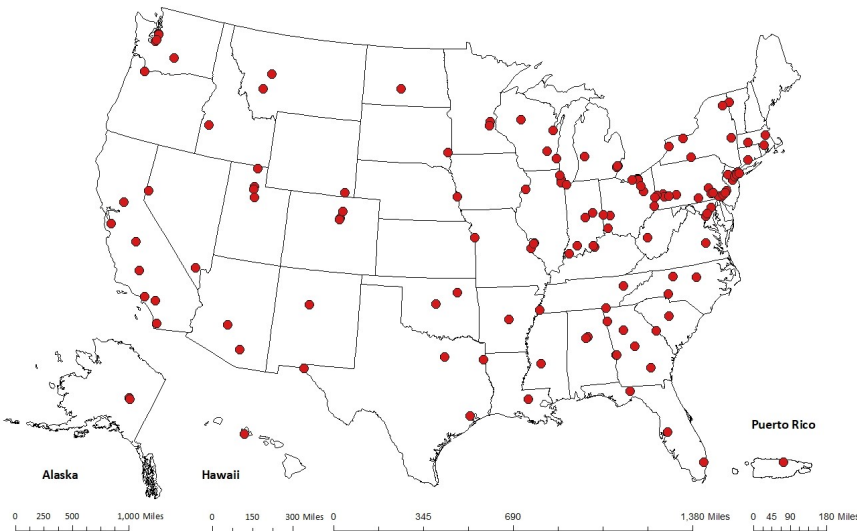 Puerto Rico
Alaska
Hawaii
0 250 500 1,000 Miles
0 150 300 Miles
0 345 690 1,380 Miles
0 45 90 180 Miles